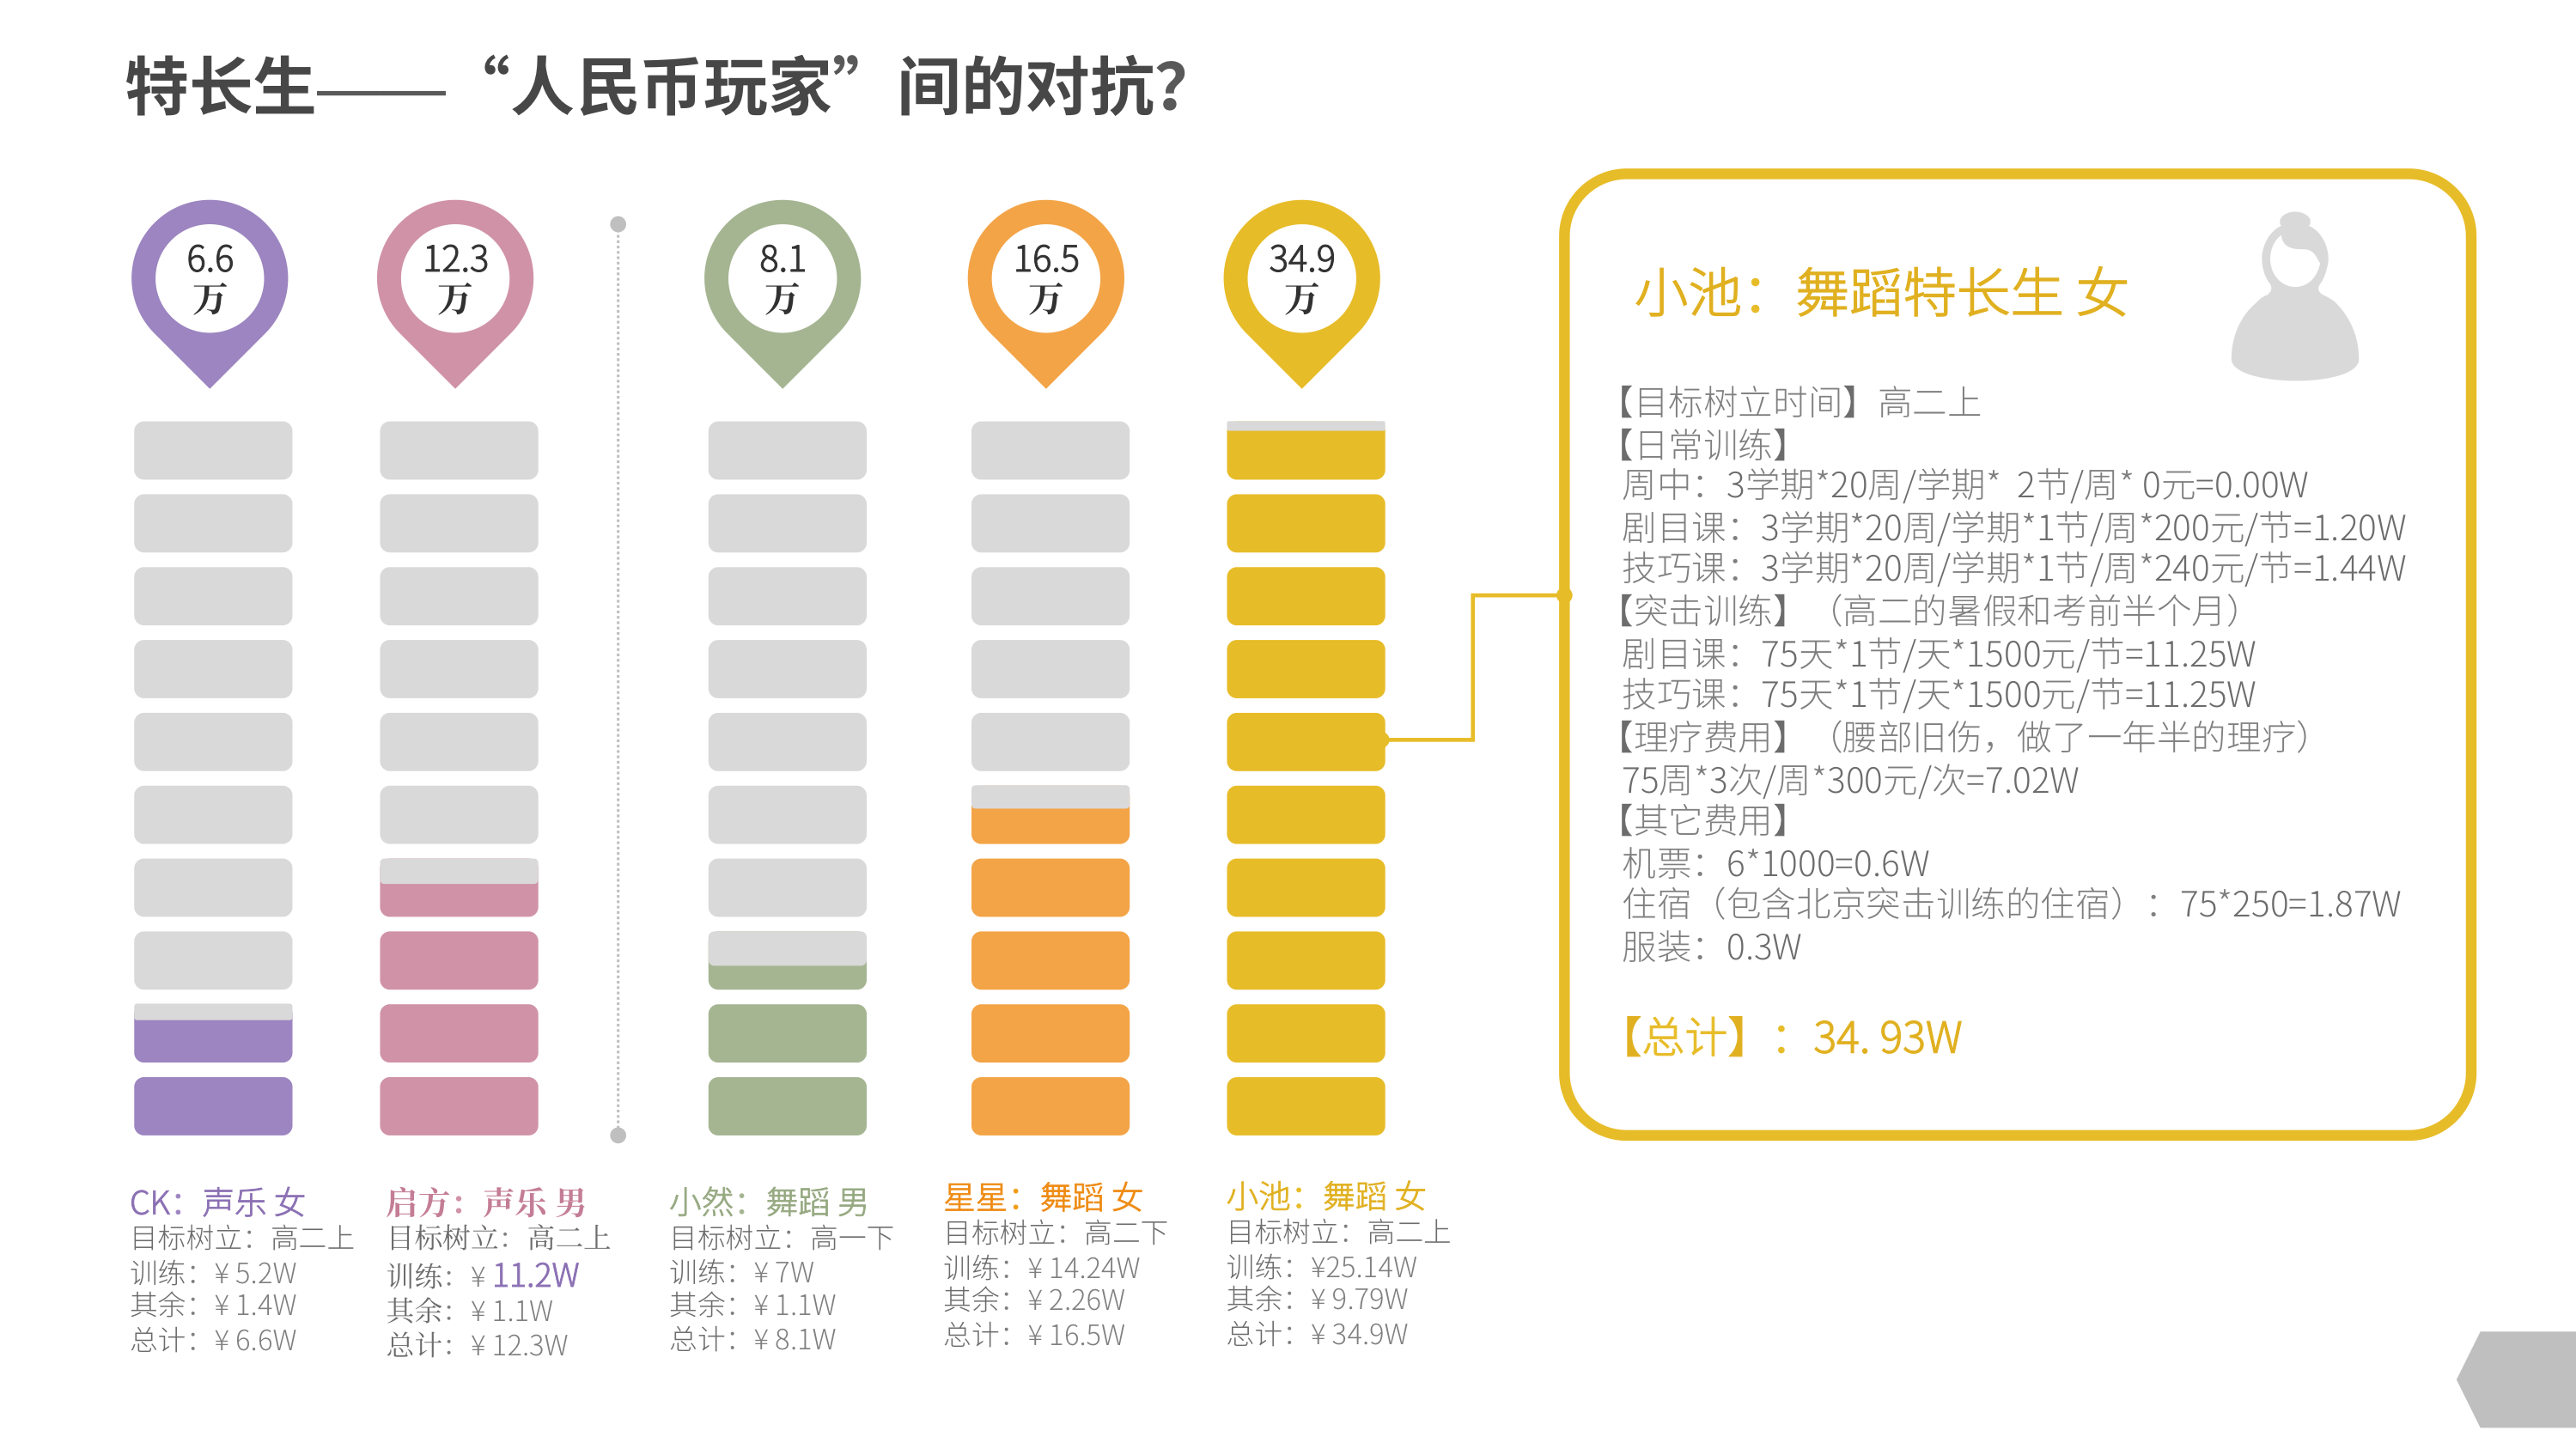 特长生——“人民币玩家”间的对抗?
6.6
万
12.3
万
8.1
万
16.5
万
34.9
万
CK：声乐 女
目标树立：高二上
训练：￥5.2W
其余：￥1.4W
总计：￥6.6W
启方：声乐 男
目标树立：高二上
训练：￥11.2W
其余：￥1.1W
总计：￥12.3W
小然：舞蹈 男
目标树立：高一下
训练：￥7W
其余：￥1.1W
总计：￥8.1W
星星：舞蹈 女
目标树立：高二下
训练：￥14.24W
其余：￥2.26W
总计：￥16.5W
小池：舞蹈 女
目标树立：高二上
训练：¥25.14W
其余：￥9.79W
总计：￥34.9W
小池：舞蹈特长生 女
【目标树立时间】高二上
【日常训练】
周中：3学期*20周/学期* 2节/周* 0元=0.00W
剧目课：3学期*20周/学期*1节/周*200元/节=1.20W
技巧课：3学期*20周/学期*1节/周*240元/节=1.44W
【突击训练】（高二的暑假和考前半个月）
剧目课：75天*1节/天*1500元/节=11.25W
技巧课：75天*1节/天*1500元/节=11.25W
【理疗费用】（腰部旧伤，做了一年半的理疗）
75周*3次/周*300元/次=7.02W
【其它费用】
机票：6*1000=0.6W
住宿（包含北京突击训练的住宿）：75*250=1.87W
服装：0.3W
【总计】：34. 93W